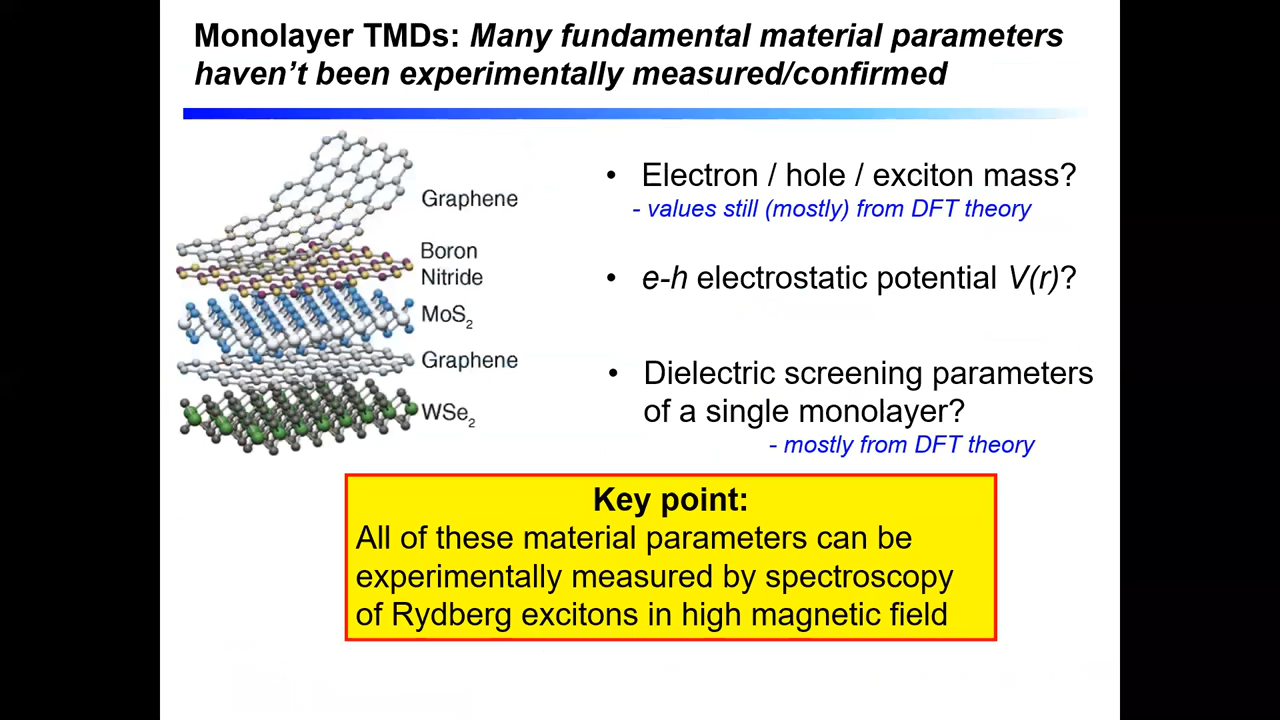 Monolayer TMDs: Many fundamental material parameters
haven't been experimentally measured/confirmed
Graphene
Boron
Nitride
MoS₂
Graphene
WSe₂
• Electron / hole / exciton mass?
- values still (mostly) from DFT theory
• e-h electrostatic potential V(r)?
• Dielectric screening parameters
of a single monolayer?
- mostly from DFT theory
Key point:
All of these material parameters can be
experimentally measured by spectroscopy
of Rydberg excitons in high magnetic field